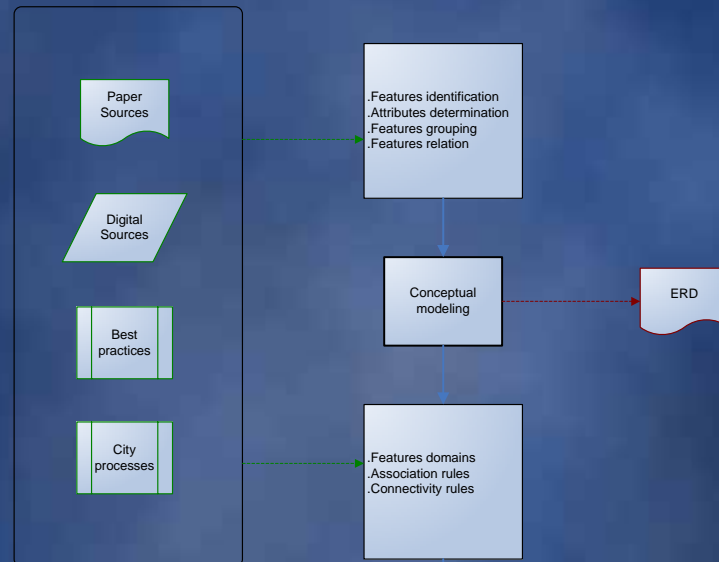 Paper
Sources
Digital
Sources
Best
practices
City
processes
.Features identification
.Attributes determination
.Features grouping
.Features relation
Conceptual
modeling
ERD
.Features domains
.Association rules
.Connectivity rules